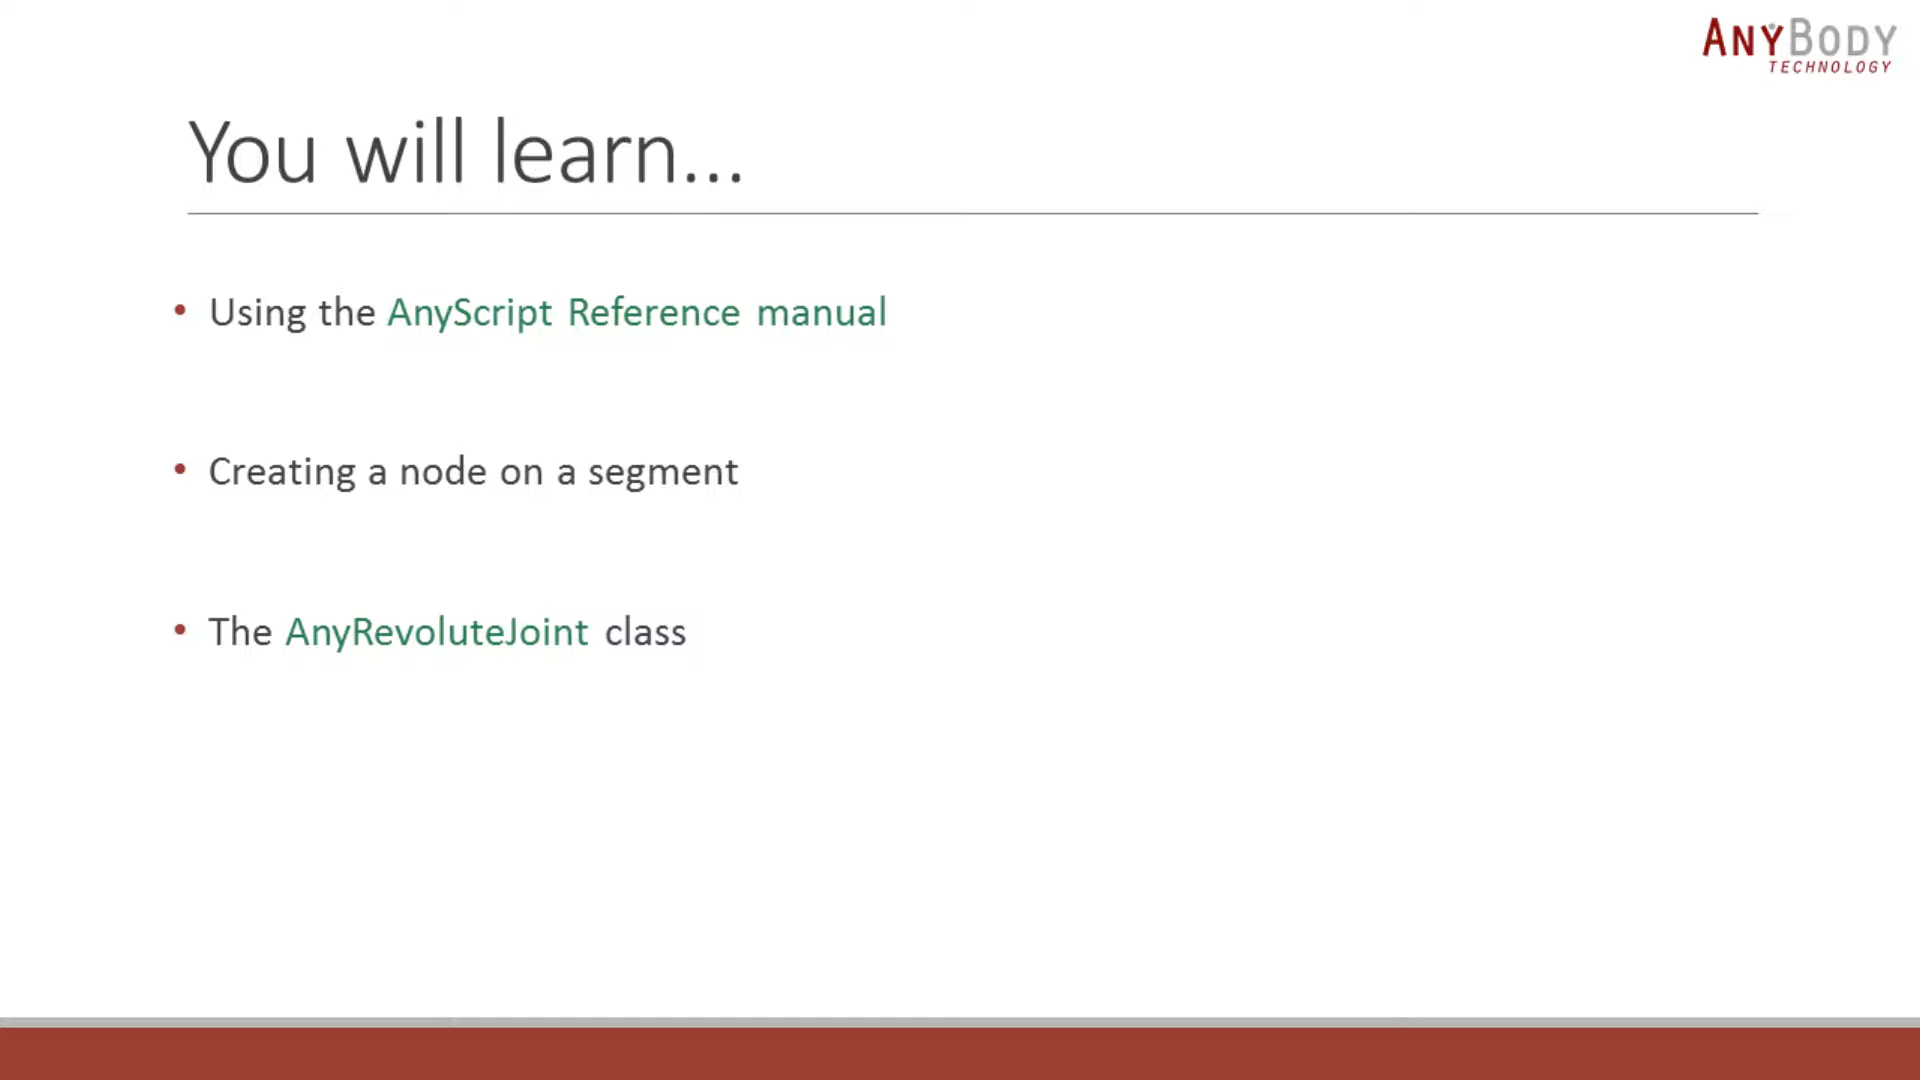 ANYBODY
TECHNOLOGY
You will learn...
• Using the AnyScript Reference manual
• Creating a node on a segment
• The AnyRevoluteJoint class